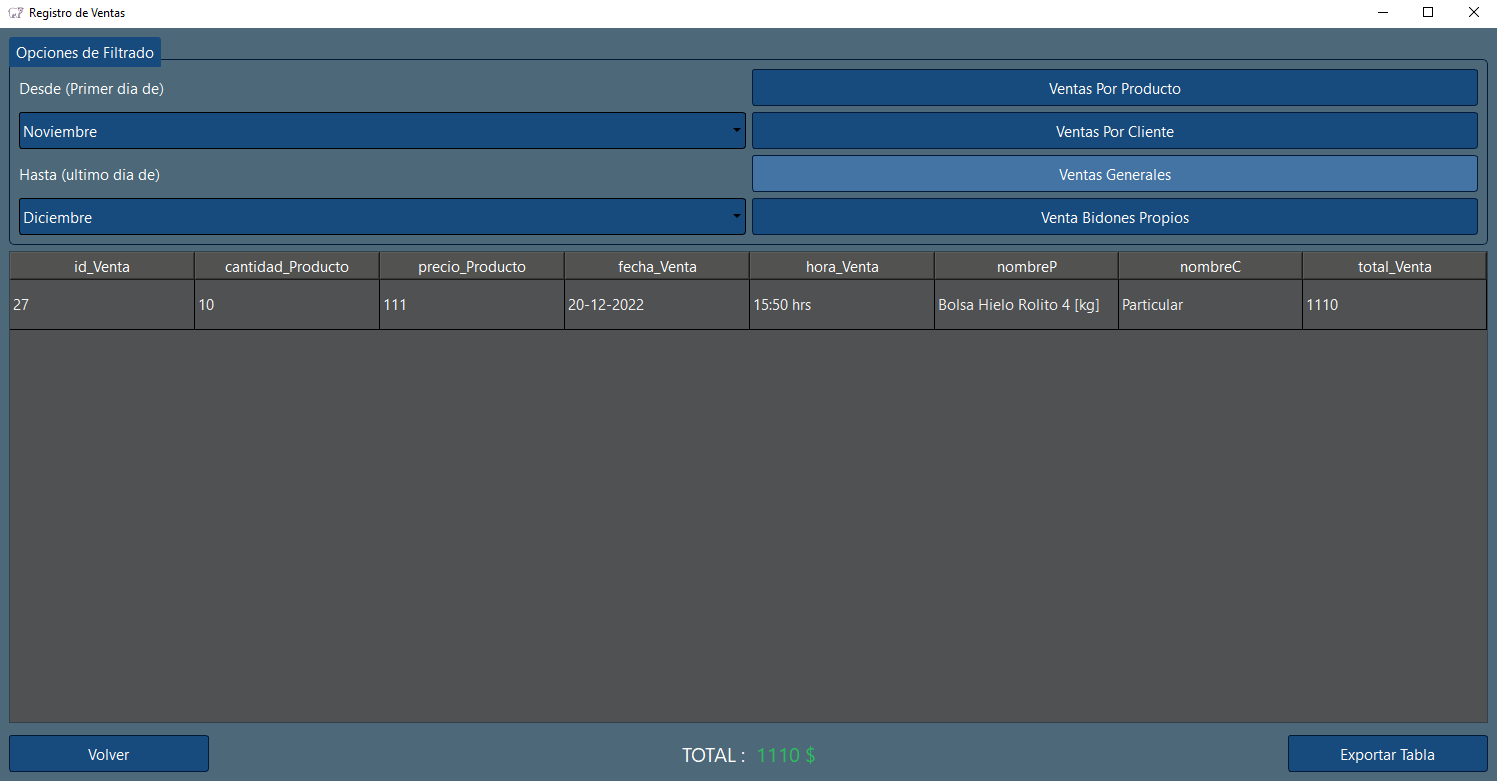 Registro de Ventas
Opciones de Filtrado
Desde (Primer dia de)
Ventas Por Producto
Noviembre
Ventas Por Cliente
Hasta (ultimo dia de)
Ventas Generales
Diciembre
Venta Bidones Propios
id_Venta cantidad_Producto precio_Producto fecha_Venta hora_Venta nombreP nombreC total_Venta
27 10 111 20-12-2022 15:50 hrs Bolsa Hielo Rolito 4 [kg] Particular 1110
Volver
TOTAL : 1110 $
Exportar Tabla